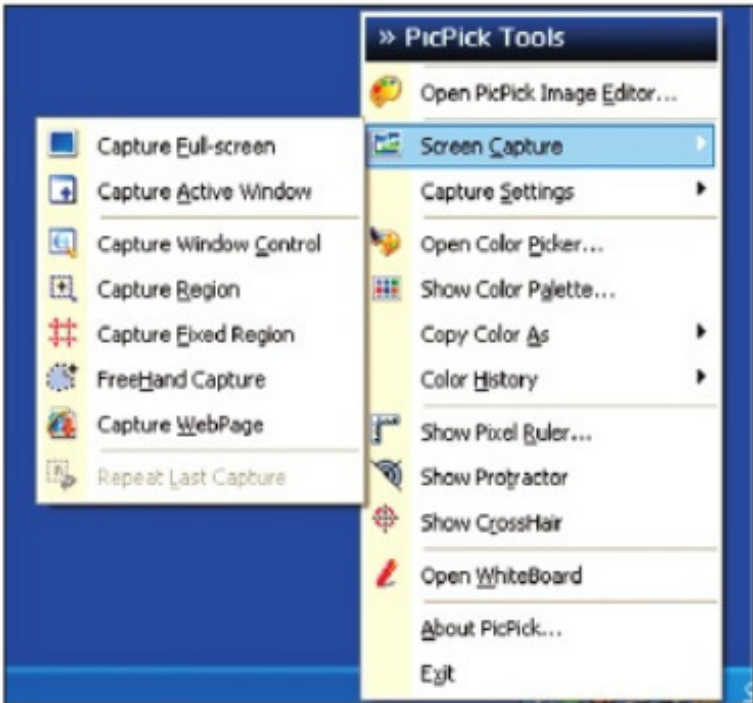 » PicPick Tools
Open PicPick Image Editor...
Screen Capture
Capture Settings
Open Color Picker...
Show Color Palette...
Copy Color As
Color History
Show Pixel Ruler...
Show Protractor
Show CrossHair
Open WhiteBoard
About PicPick...
Exit
Capture Full-screen
Capture Active Window
Capture Window Control
Capture Region
Capture Fixed Region
FreeHand Capture
Capture WebPage
Repeat Last Capture